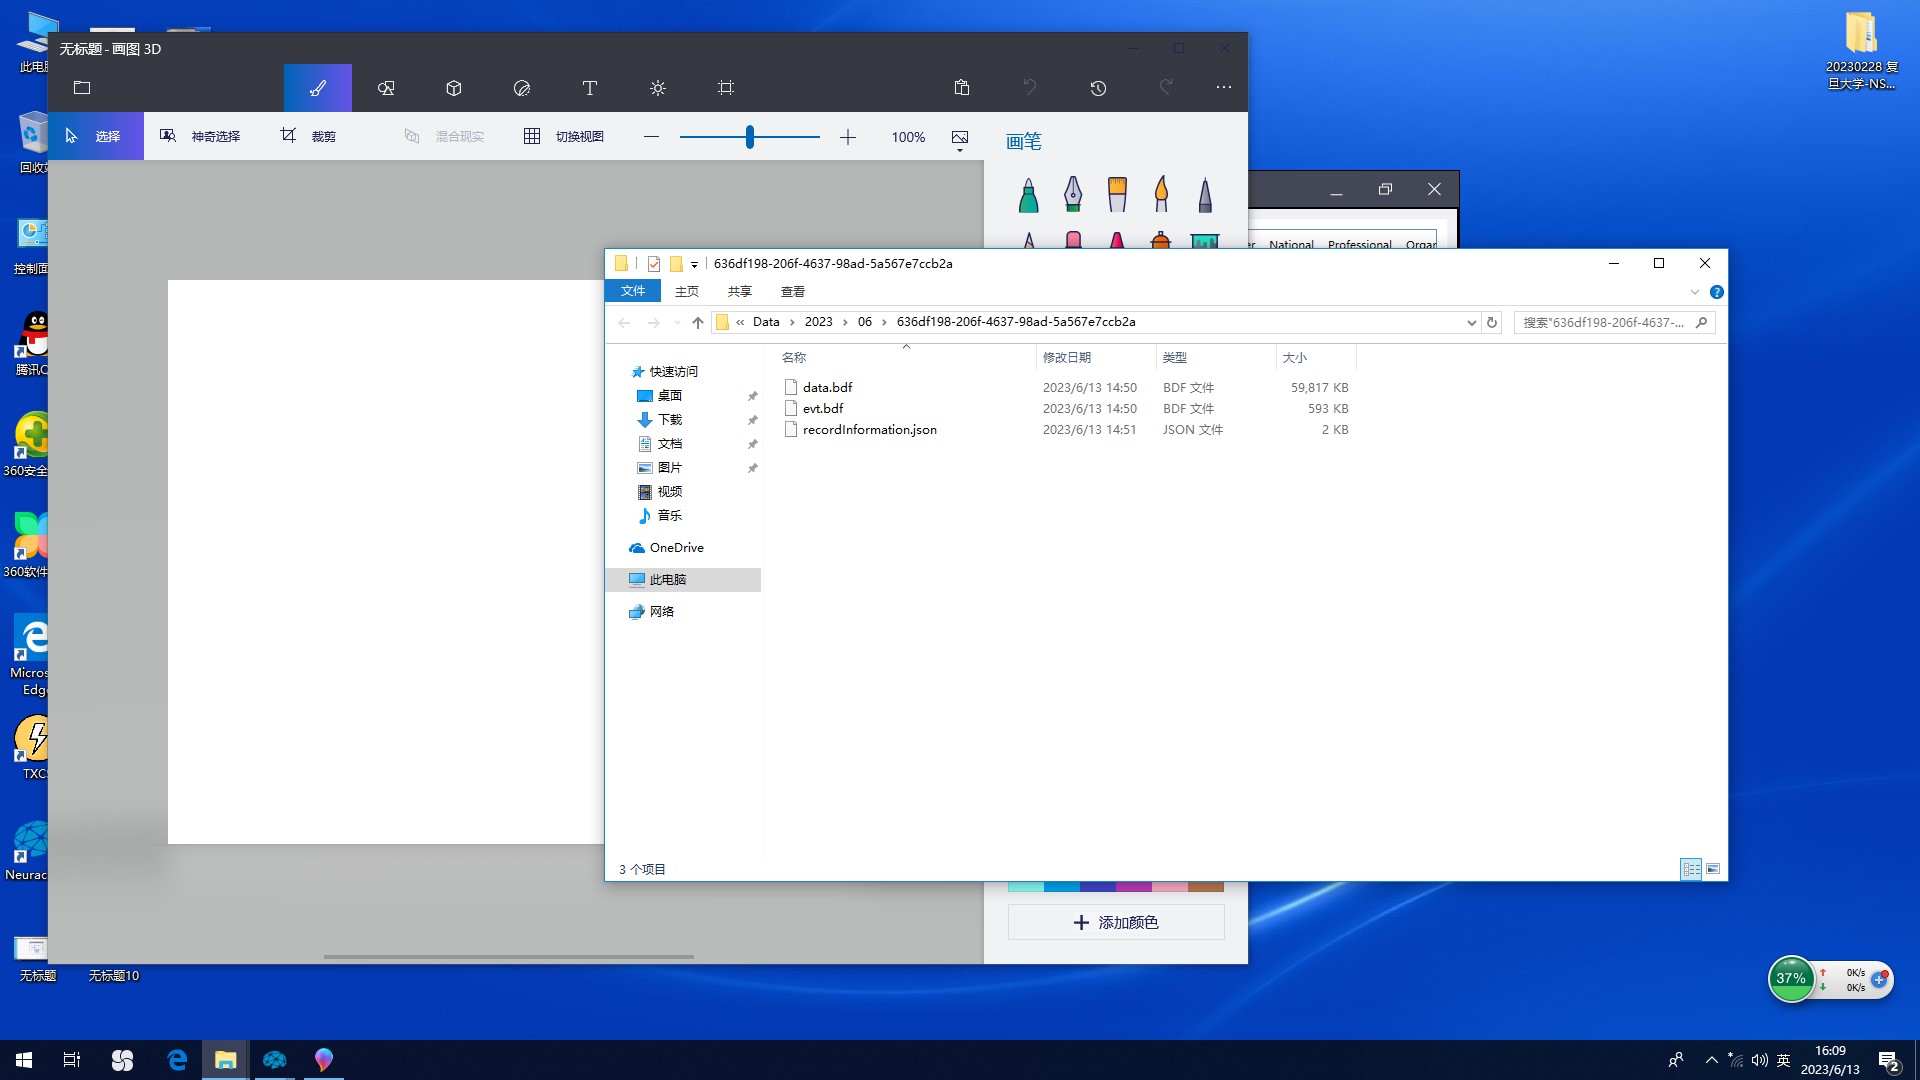 此电脑
回收站
控制面
腾讯Q
360安全
360软件
Micros
Edge
TXC
Neurac
无标题
无标题10
20230228 复
旦大学-NS...
无标题 - 画图 3D
选择
神奇选择
裁剪
混合现实
切换视图
100%
画笔
er National Professional Organ
636df198-206f-4637-98ad-5a567e7ccb2a
文件 主页 共享 查看
« Data › 2023 › 06 › 636df198-206f-4637-98ad-5a567e7ccb2a
搜索"636df198-206f-4637-...
名称 修改日期 类型 大小
data.bdf 2023/6/13 14:50 BDF 文件 59,817 KB
evt.bdf 2023/6/13 14:50 BDF 文件 593 KB
recordInformation.json 2023/6/13 14:51 JSON 文件 2 KB
快速访问
桌面
下载
文档
图片
视频
音乐
OneDrive
此电脑
网络
3 个项目
添加颜色
37%
0K/s
0K/s
英
16:09
2023/6/13
2